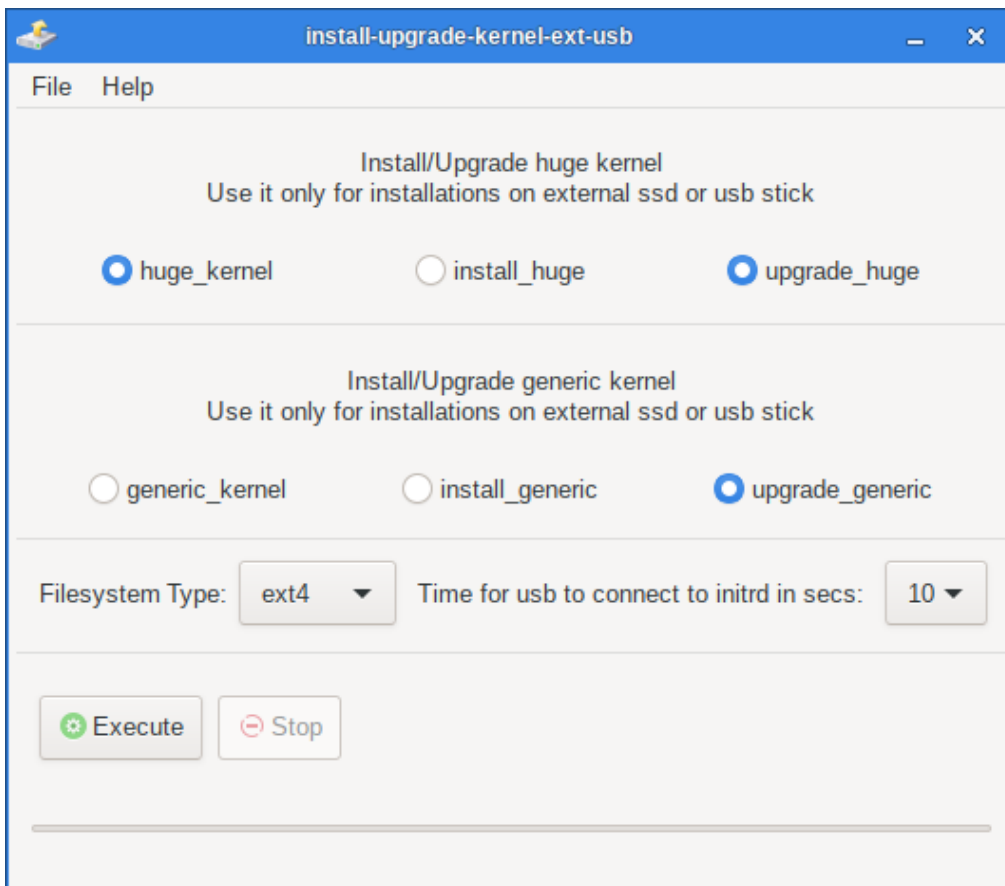 install-upgrade-kernel-ext-usb
File Help
Install/Upgrade huge kernel
Use it only for installations on external ssd or usb stick
huge_kernel install_huge upgrade_huge
Install/Upgrade generic kernel
Use it only for installations on external ssd or usb stick
generic_kernel install_generic upgrade_generic
Filesystem Type: ext4 Time for usb to connect to initrd in secs: 10
Execute Stop